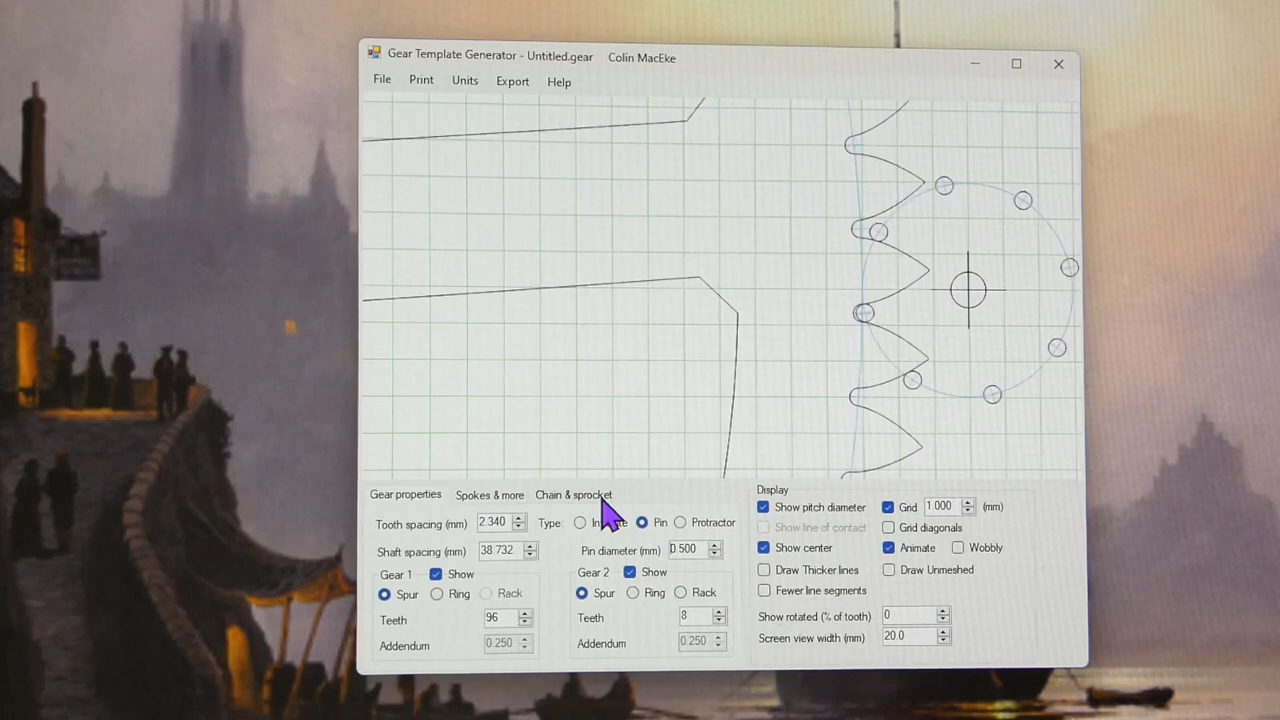 Gear Template Generator - Untitled.gear Colin MacEke
File Print Units Export Help
Gear properties Spokes & more Chain & sprocket
Tooth spacing (mm) 2.340 Type: Pin Protractor
Shaft spacing (mm) 38.732 Pin diameter (mm) 0.500
Gear 1 Show
Spur Ring Rack
Teeth 96
Addendum 0.250
Gear 2 Show
Spur Ring Rack
Teeth 8
Addendum 0.250
Display
Show pitch diameter Grid 1.000 (mm)
Show line of contact Grid diagonals
Show center Animate Wobbly
Draw Thicker lines Draw Unmeshed
Fewer line segments
Show rotated (% of tooth) 0
Screen view width (mm) 20.0